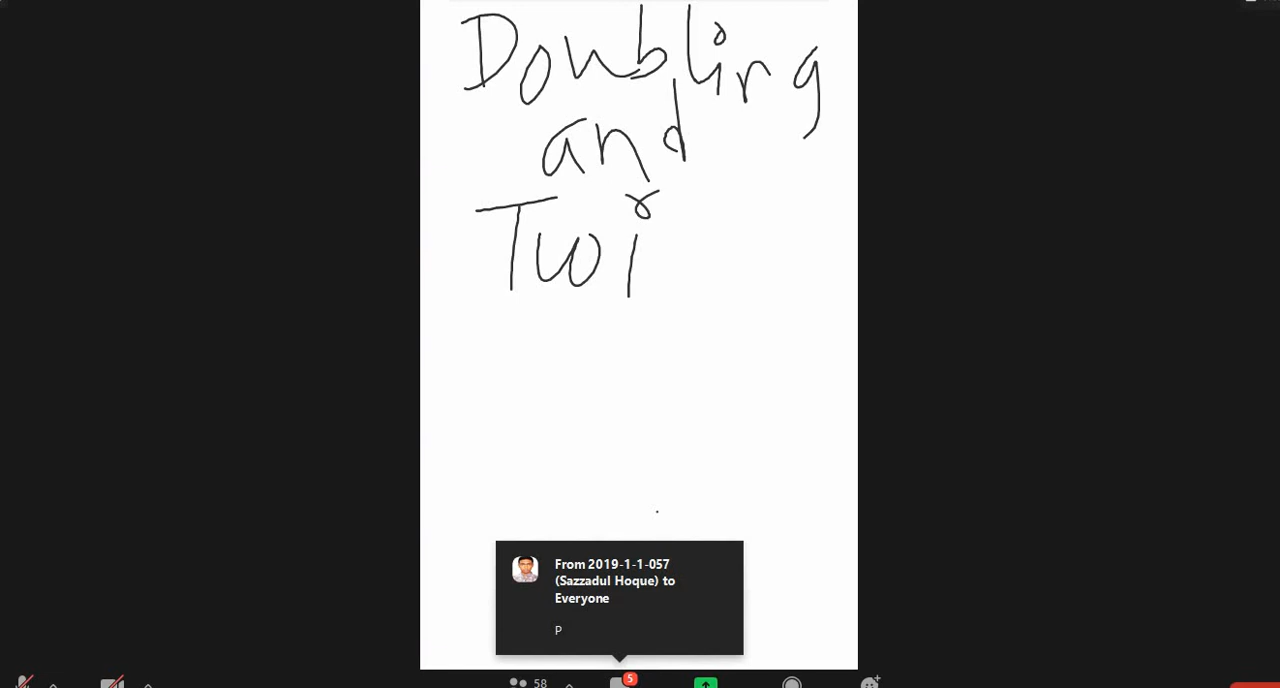 Doubling
and
Twi
From 2019-1-1-057
(Sazzadul Hoque) to
Everyone
P
58
5